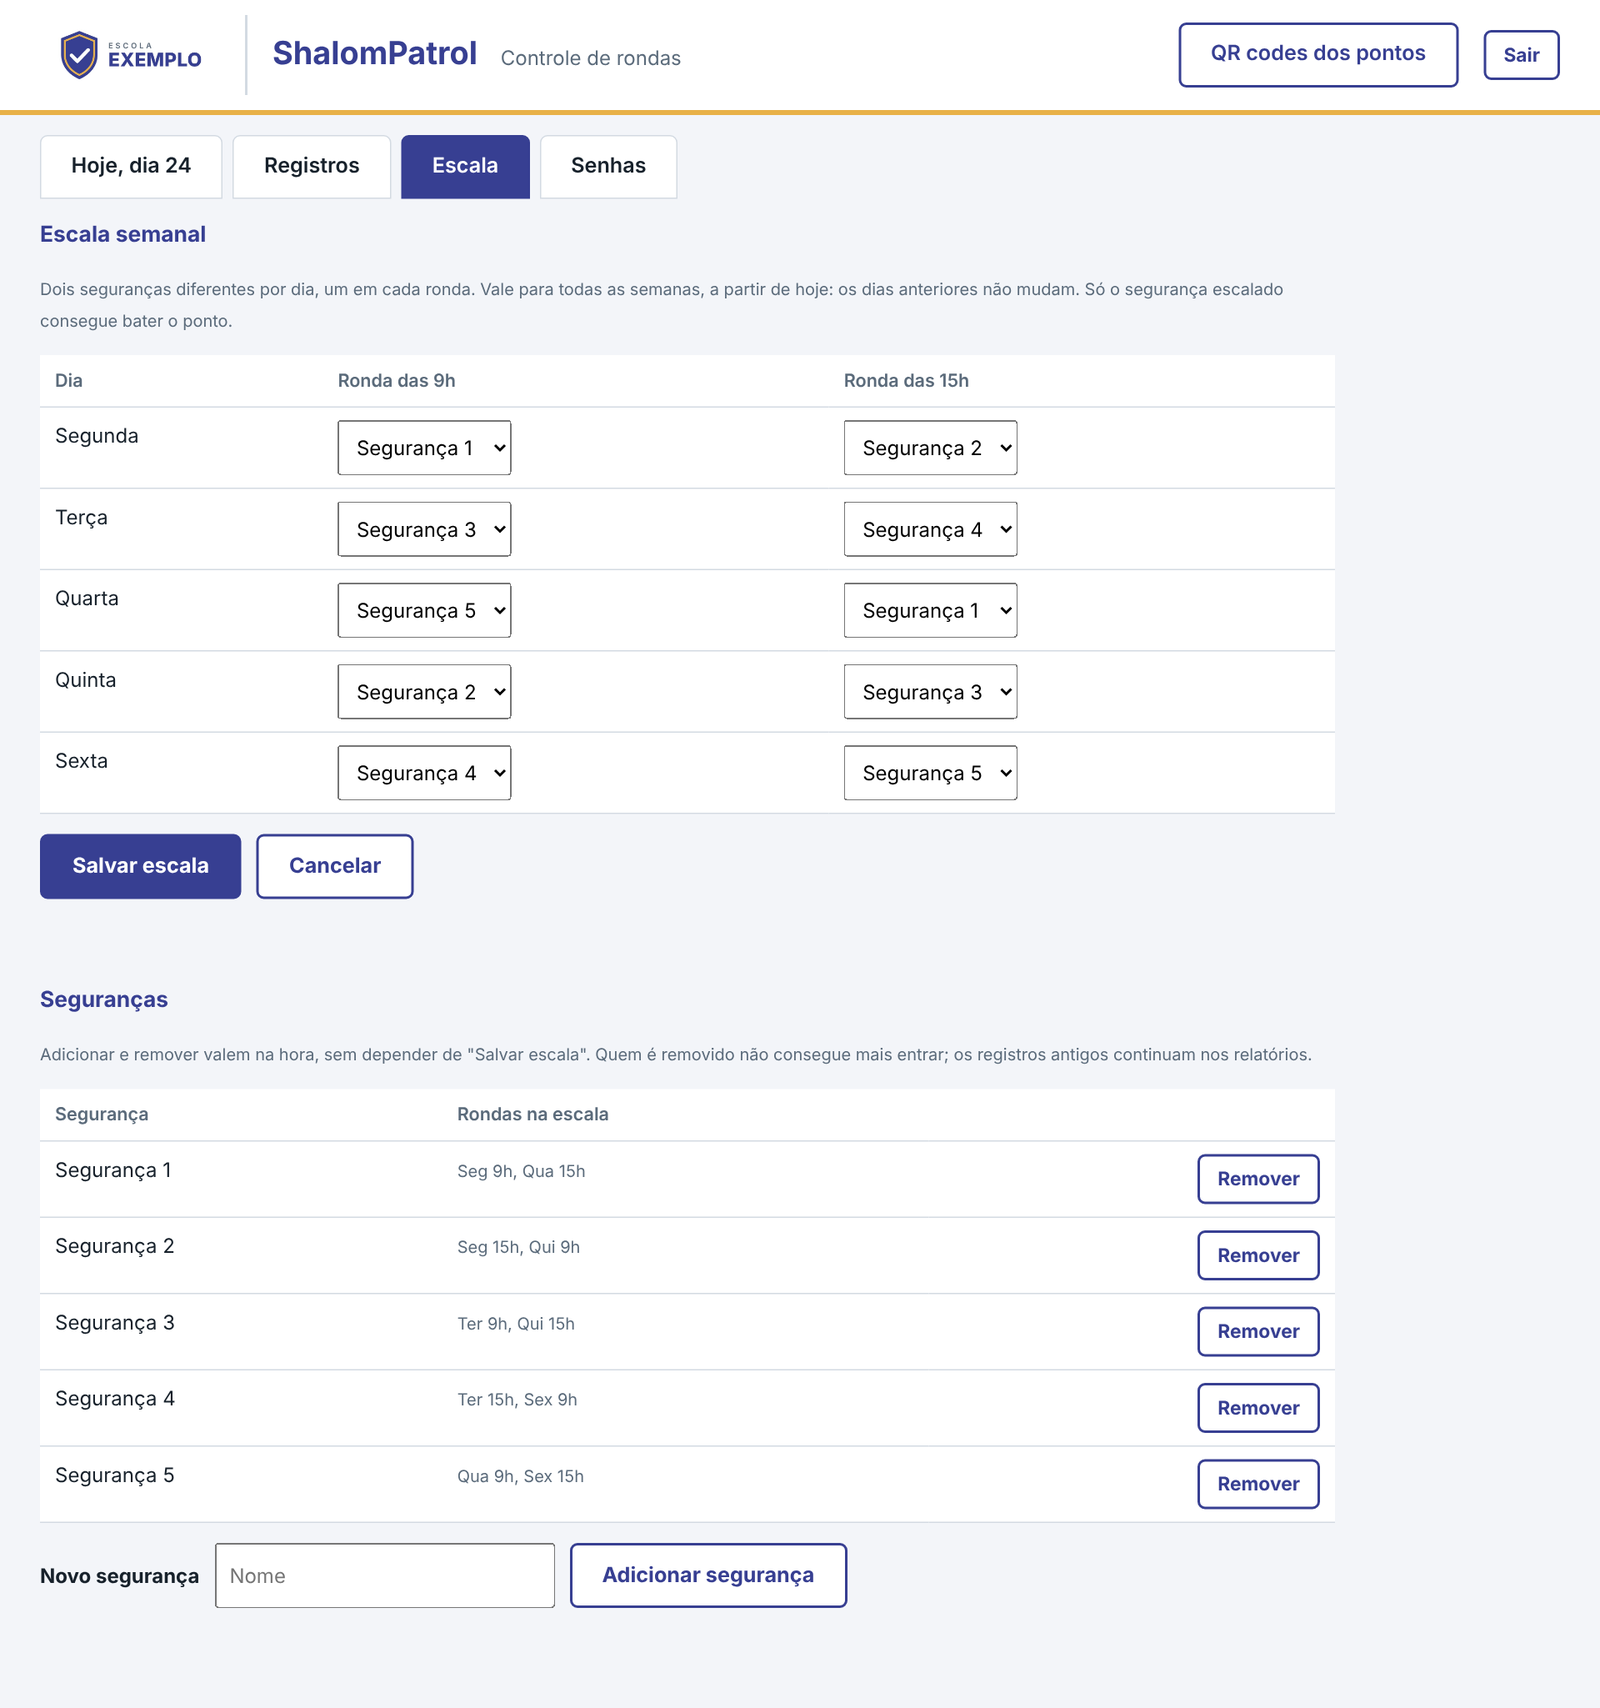 ESCOLA
EXEMPLO
ShalomPatrol Controle de rondas
QR codes dos pontos
Sair
Hoje, dia 24
Registros
Escala
Senhas
Escala semanal
Dois seguranças diferentes por dia, um em cada ronda. Vale para todas as semanas, a partir de hoje: os dias anteriores não mudam. Só o segurança escalado
consegue bater o ponto.
Dia Ronda das 9h Ronda das 15h
Segunda Segurança 1 Segurança 2
Terça Segurança 3 Segurança 4
Quarta Segurança 5 Segurança 1
Quinta Segurança 2 Segurança 3
Sexta Segurança 4 Segurança 5
Salvar escala Cancelar
Seguranças
Adicionar e remover valem na hora, sem depender de "Salvar escala". Quem é removido não consegue mais entrar; os registros antigos continuam nos relatórios.
Segurança Rondas na escala
Segurança 1 Seg 9h, Qua 15h Remover
Segurança 2 Seg 15h, Qui 9h Remover
Segurança 3 Ter 9h, Qui 15h Remover
Segurança 4 Ter 15h, Sex 9h Remover
Segurança 5 Qua 9h, Sex 15h Remover
Novo segurança Nome Adicionar segurança